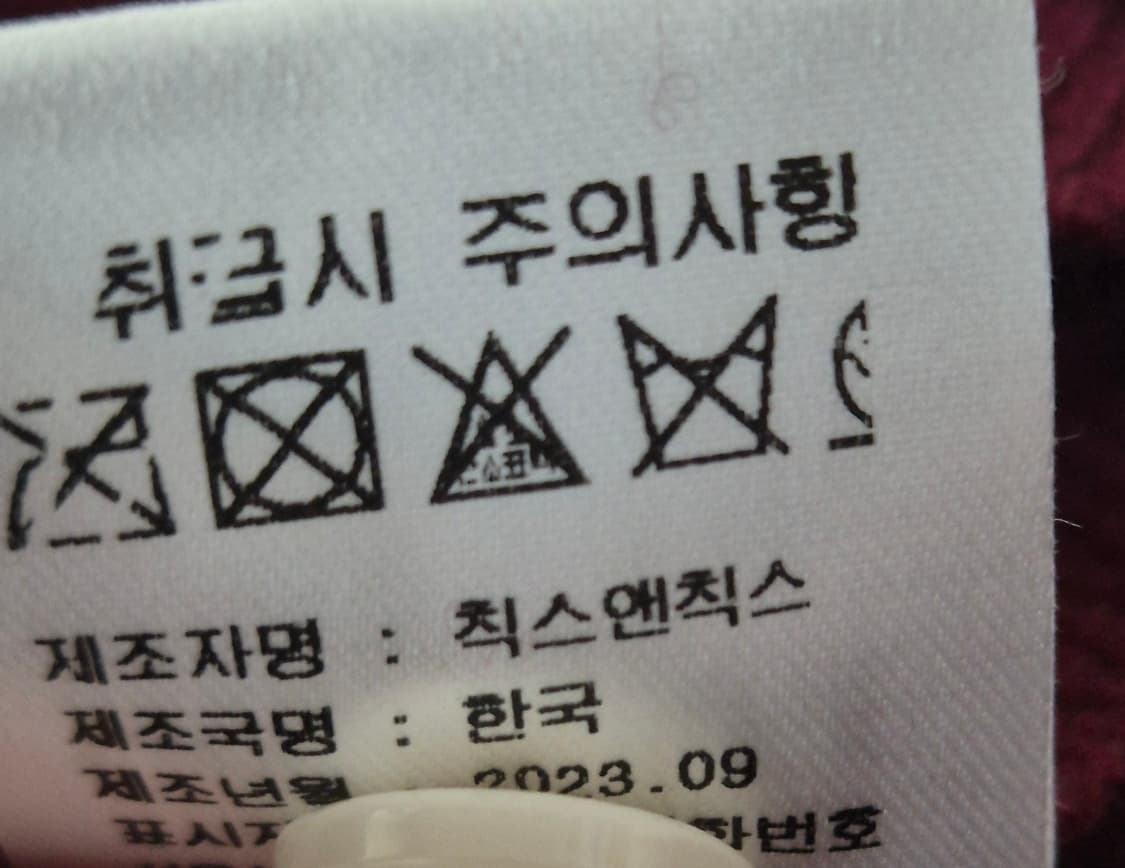 취급시 주의사항
제조자명 : 칙스앤칙스
제조국명 : 한국
제조년월 : 2023.09